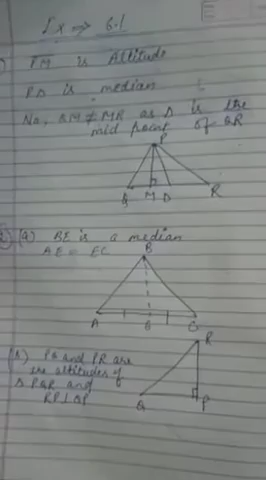 Ex → 6.1
PM is Altitude
PD is median
No, QM ≠ MR as D is the
mid point of QR
P
Q M D R
2) (a) BE is a median
AE = EC
B
A E C
(b) PQ and PR are
the altitudes of
Δ PQR and
RP ⊥ QP
R
Q P